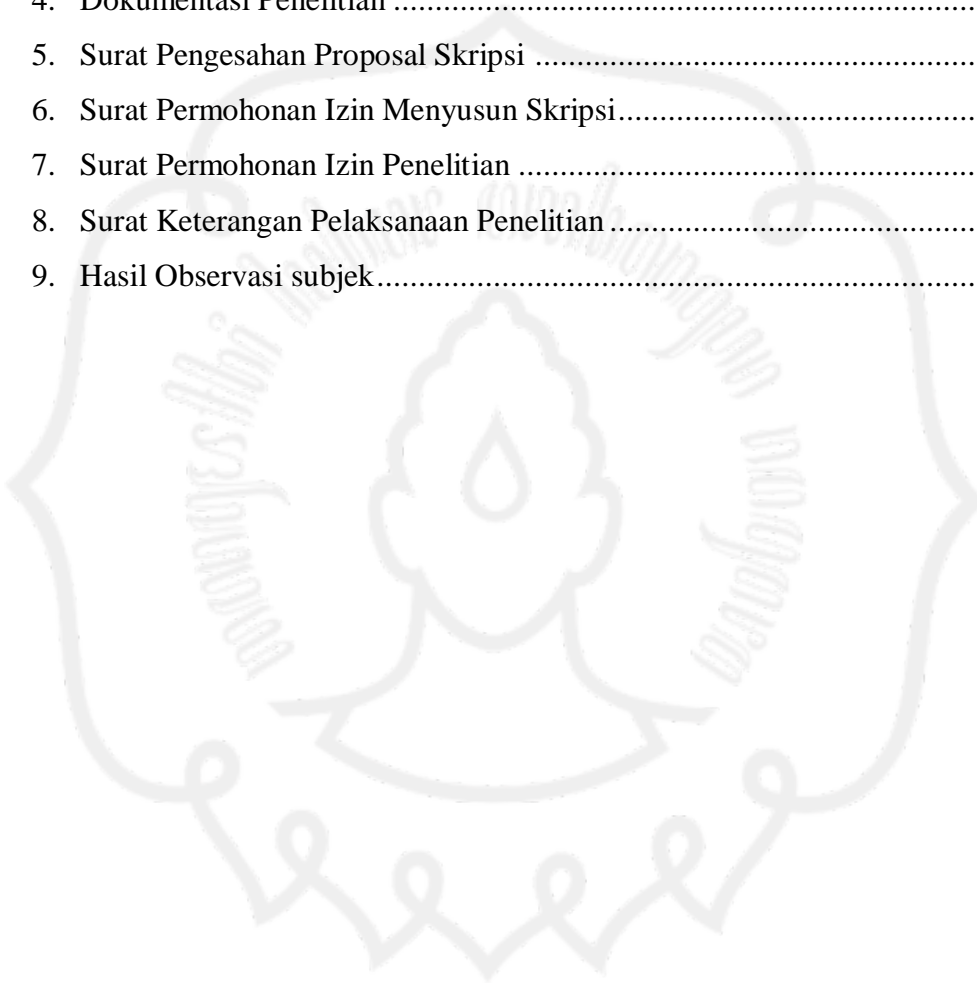 4. Dokumentasi Penelitian ........................................................................
5. Surat Pengesahan Proposal Skripsi .......................................................
6. Surat Permohonan Izin Menyusun Skripsi.............................................
7. Surat Permohonan Izin Penelitian .........................................................
8. Surat Keterangan Pelaksanaan Penelitian ..............................................
9. Hasil Observasi subjek..........................................................................